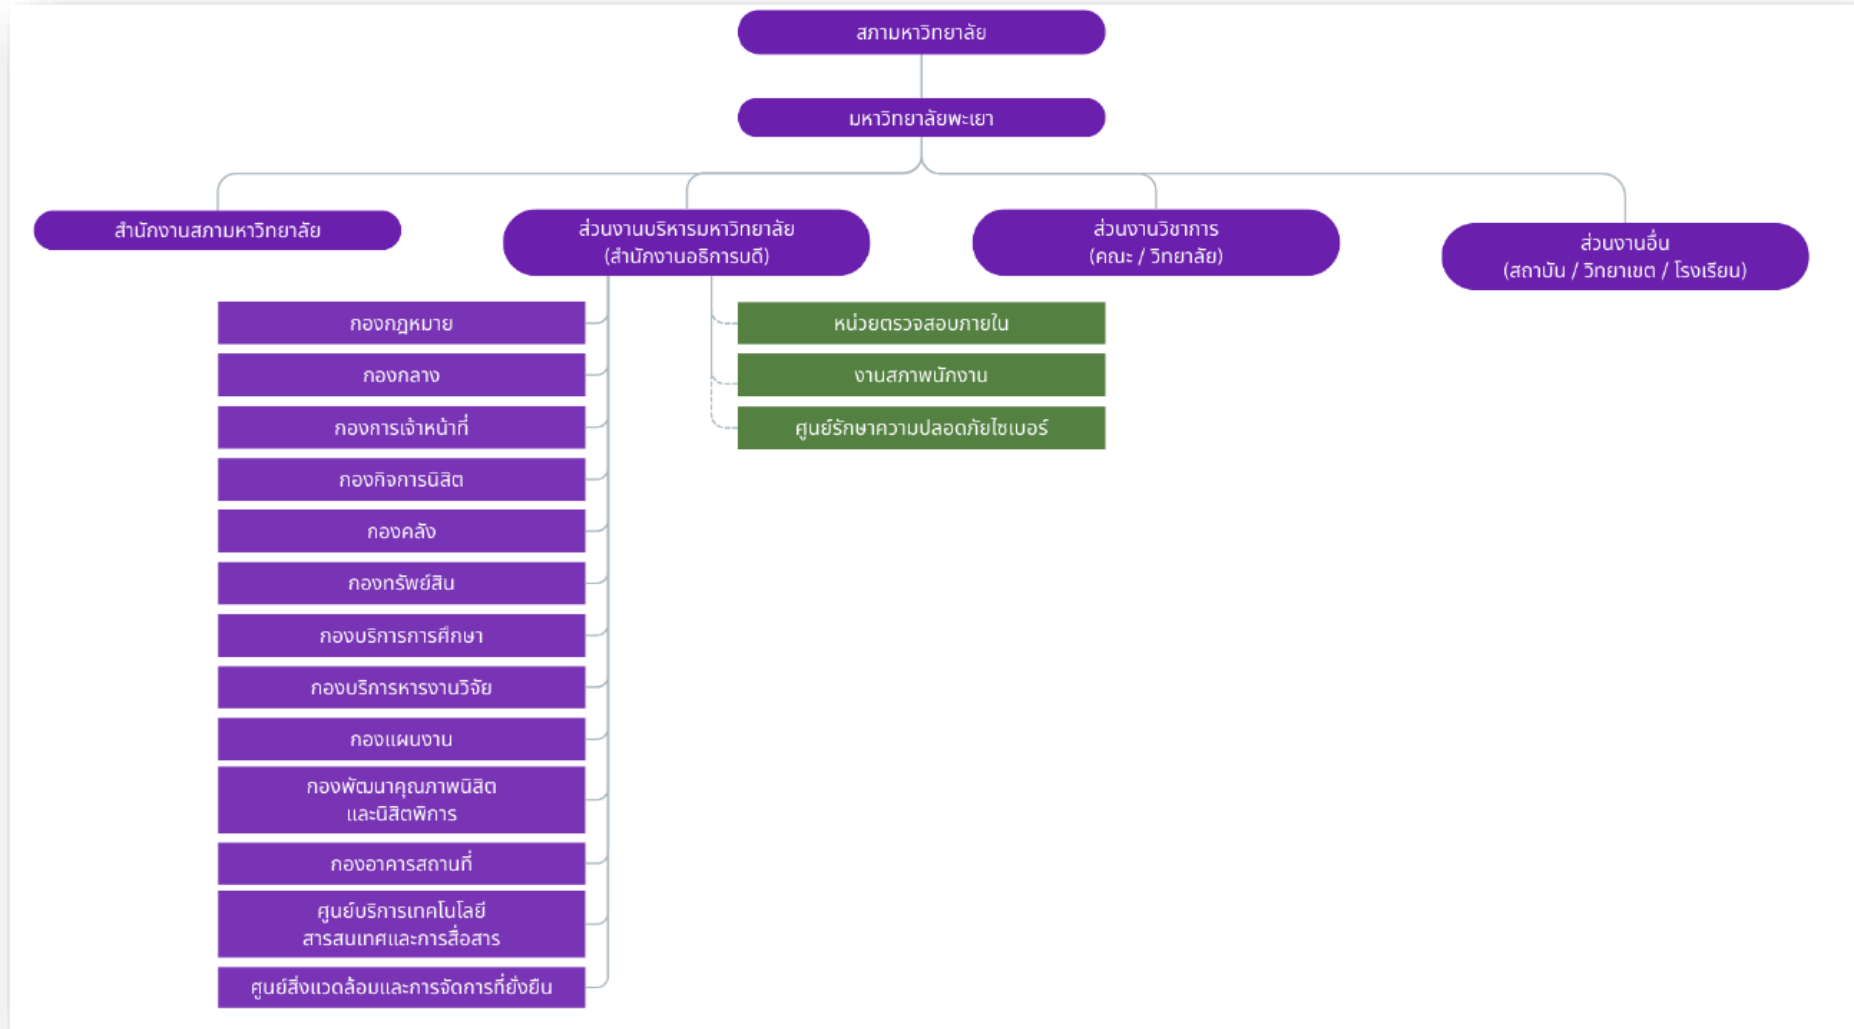 สภามหาวิทยาลัย
มหาวิทยาลัยพะเยา
สำนักงานสภามหาวิทยาลัย
ส่วนงานบริหารมหาวิทยาลัย
(สำนักงานอธิการบดี)
ส่วนงานวิชาการ
(คณะ / วิทยาลัย)
ส่วนงานอื่น
(สถาบัน / วิทยาเขต / โรงเรียน)
กองกฎหมาย
กองกลาง
กองการเจ้าหน้าที่
กองกิจการนิสิต
กองคลัง
กองทรัพย์สิน
กองบริการการศึกษา
กองบริการหารงานวิจัย
กองแผนงาน
กองพัฒนาคุณภาพนิสิต
และนิสิตพิการ
กองอาคารสถานที่
ศูนย์บริการเทคโนโลยี
สารสนเทศและการสื่อสาร
ศูนย์สิ่งแวดล้อมและการจัดการที่ยั่งยืน
หน่วยตรวจสอบภายใน
งานสภาพนักงาน
ศูนย์รักษาความปลอดภัยไซเบอร์